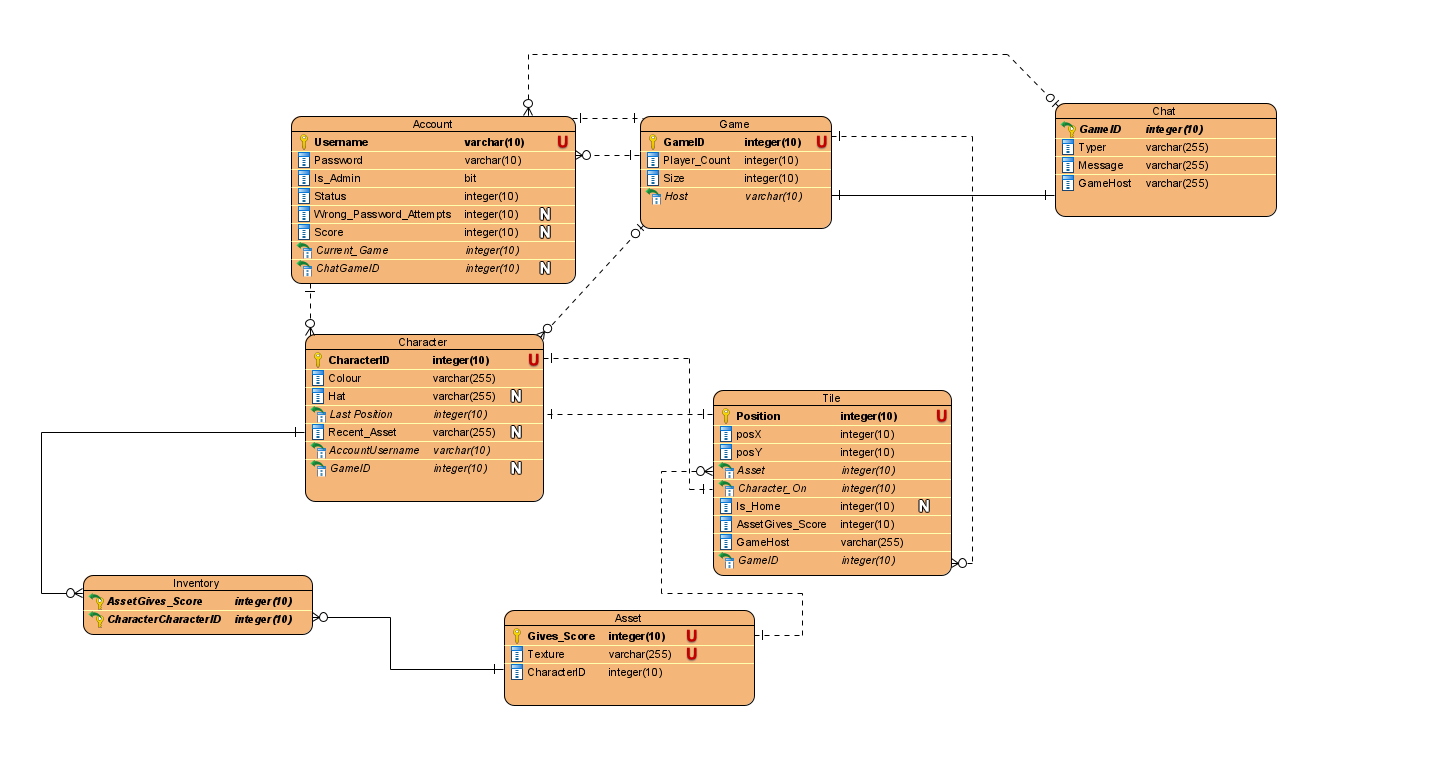 Account
Username varchar(10) U
Password varchar(10)
Is_Admin bit
Status integer(10)
Wrong_Password_Attempts integer(10) N
Score integer(10) N
Current_Game integer(10)
ChatGameID integer(10) N
Game
GameID integer(10) U
Player_Count integer(10)
Size integer(10)
Host varchar(10)
Chat
GameID integer(10)
Typer varchar(255)
Message varchar(255)
GameHost varchar(255)
Character
CharacterID integer(10) U
Colour varchar(255)
Hat varchar(255) N
Last Position integer(10)
Recent_Asset varchar(255) N
AccountUsername varchar(10)
GameID integer(10) N
Tile
Position integer(10) U
posX integer(10)
posY integer(10)
Asset integer(10)
Character_On integer(10)
Is_Home integer(10) N
AssetGives_Score integer(10)
GameHost varchar(255)
GameID integer(10)
Inventory
AssetGives_Score integer(10)
CharacterCharacterID integer(10)
Asset
Gives_Score integer(10) U
Texture varchar(255) U
CharacterID integer(10)